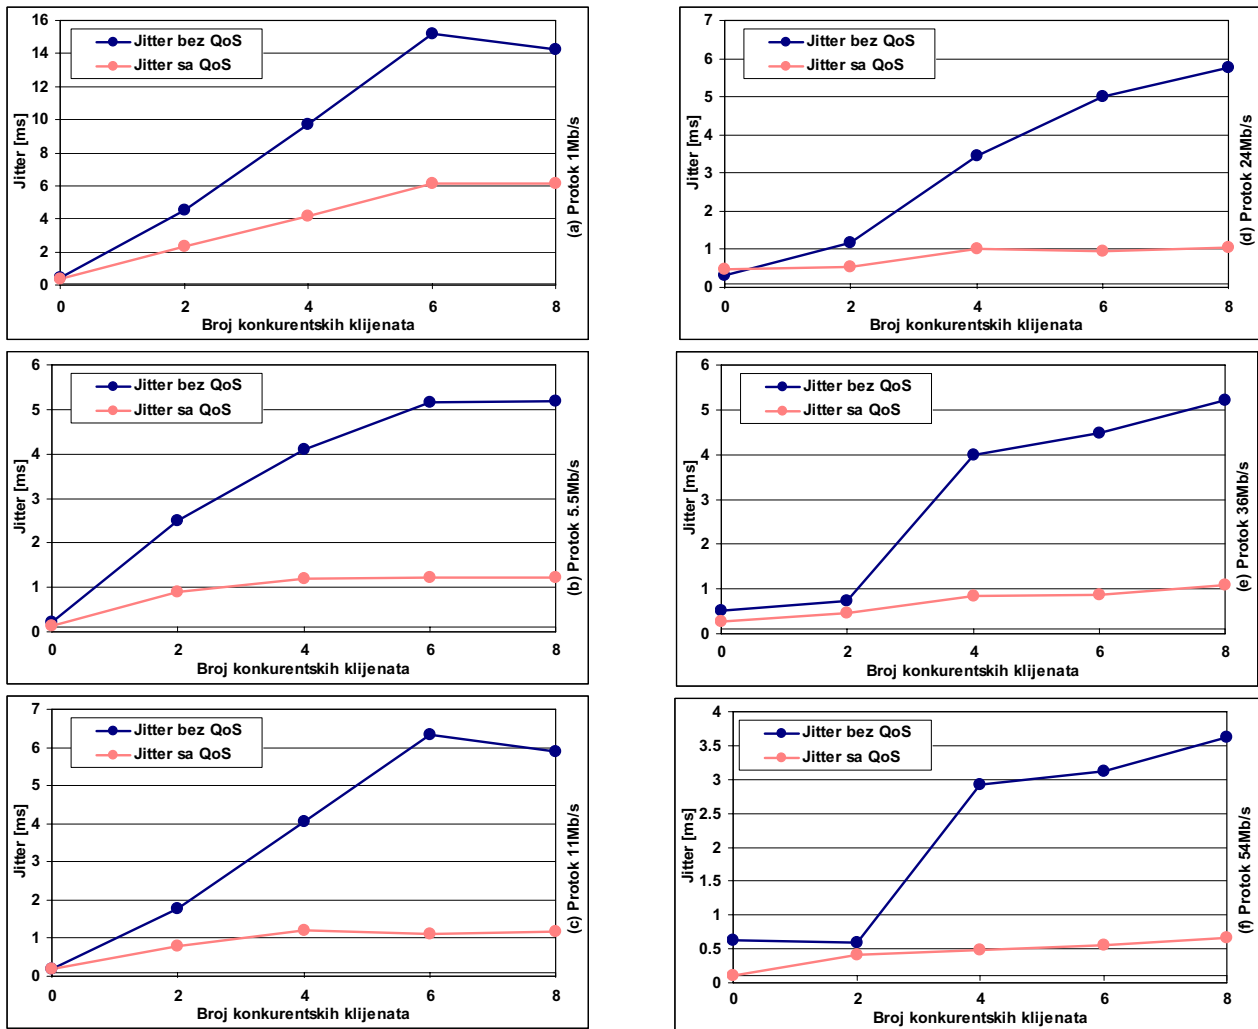 16
14
12
10
8
6
4
2
0
Jitter [ms]
Jitter bez QoS
Jitter sa QoS
0 2 4 6 8
Broj konkurentskih klijenata
(a) Protok 1Mb/s
6
5
4
3
2
1
0
Jitter [ms]
Jitter bez QoS
Jitter sa QoS
0 2 4 6 8
Broj konkurentskih klijenata
(b) Protok 5.5Mb/s
7
6
5
4
3
2
1
0
Jitter [ms]
Jitter bez QoS
Jitter sa QoS
0 2 4 6 8
Broj konkurentskih klijenata
(c) Protok 11Mb/s
7
6
5
4
3
2
1
0
Jitter [ms]
Jitter bez QoS
Jitter sa QoS
0 2 4 6 8
Broj konkurentskih klijenata
(d) Protok 24Mb/s
6
5
4
3
2
1
0
Jitter [ms]
Jitter bez QoS
Jitter sa QoS
0 2 4 6 8
Broj konkurentskih klijenata
(e) Protok 36Mb/s
4
3.5
3
2.5
2
1.5
1
0.5
0
Jitter [ms]
Jitter bez QoS
Jitter sa QoS
0 2 4 6 8
Broj konkurentskih klijenata
(f) Protok 54Mb/s